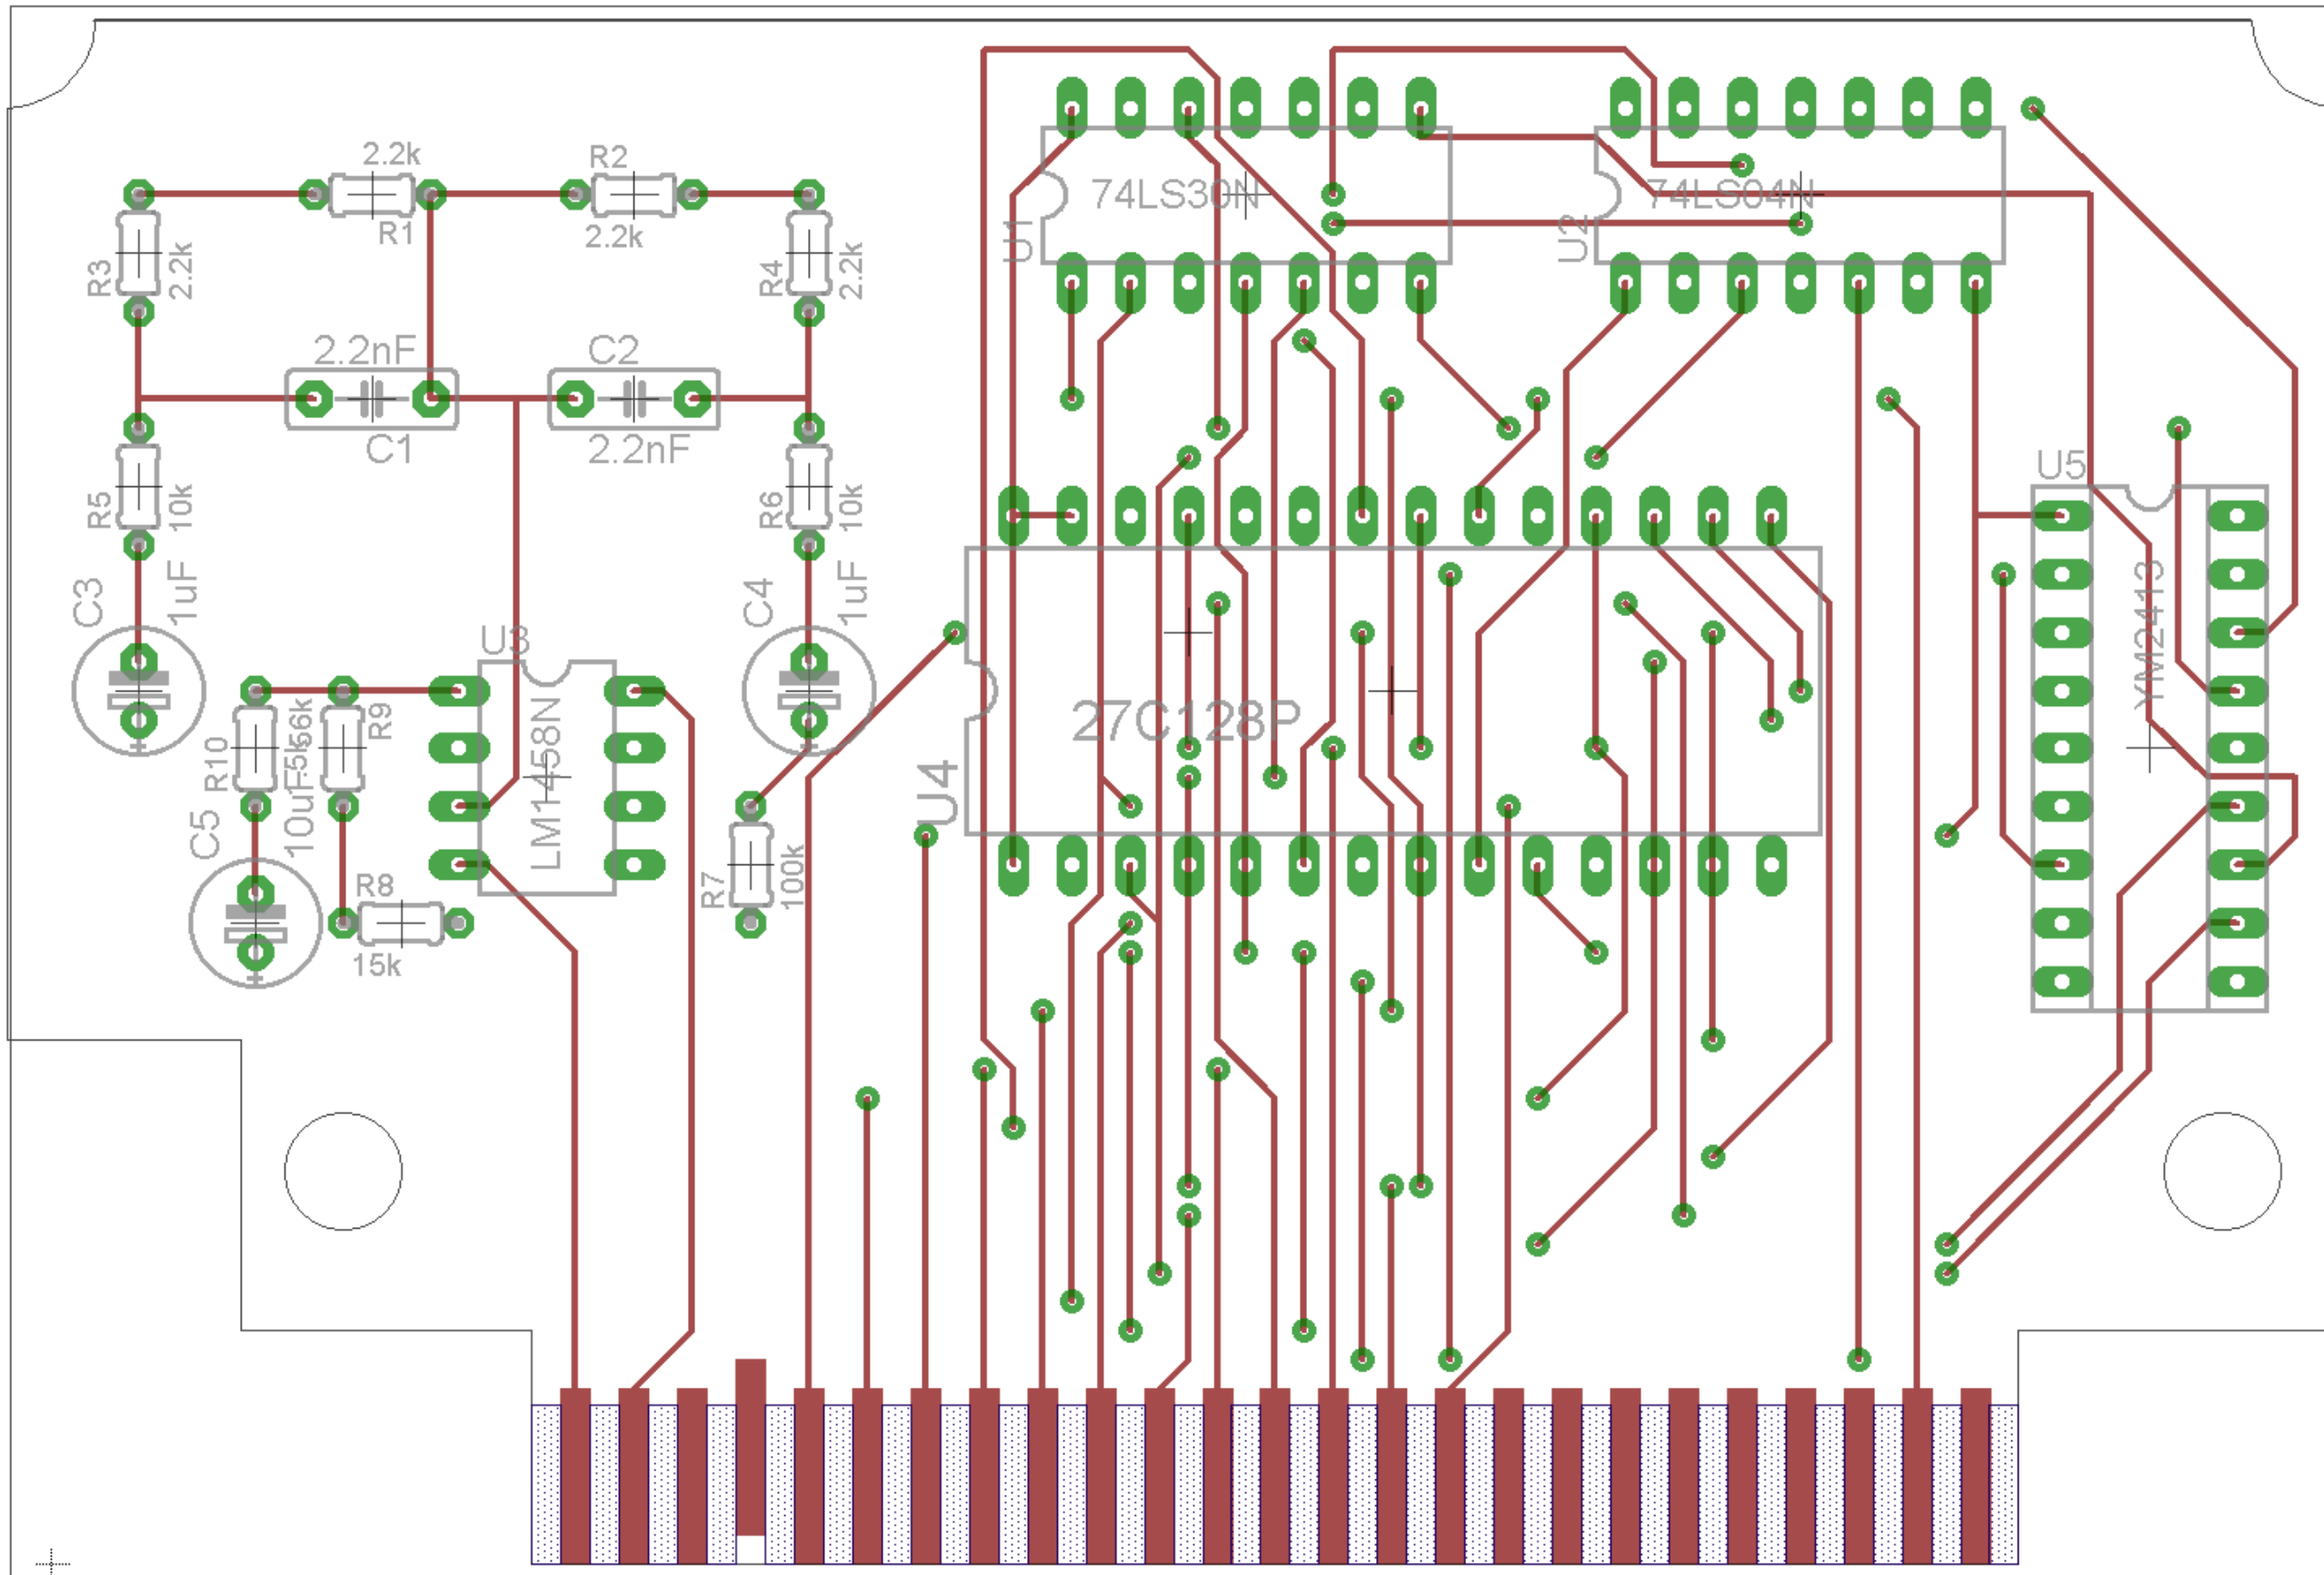 2.2k
R1
R2
2.2k
R3
2.2k
R4
2.2k
2.2nF
C1
C2
2.2nF
R5
10k
R6
10k
C3
1uF
C4
1uF
U3
LM1458N
R10
R9
C5
10uF
R8
15k
R7
100k
U1
74LS30N
U2
74LS04N
27C128P
U4
U5
YM2413